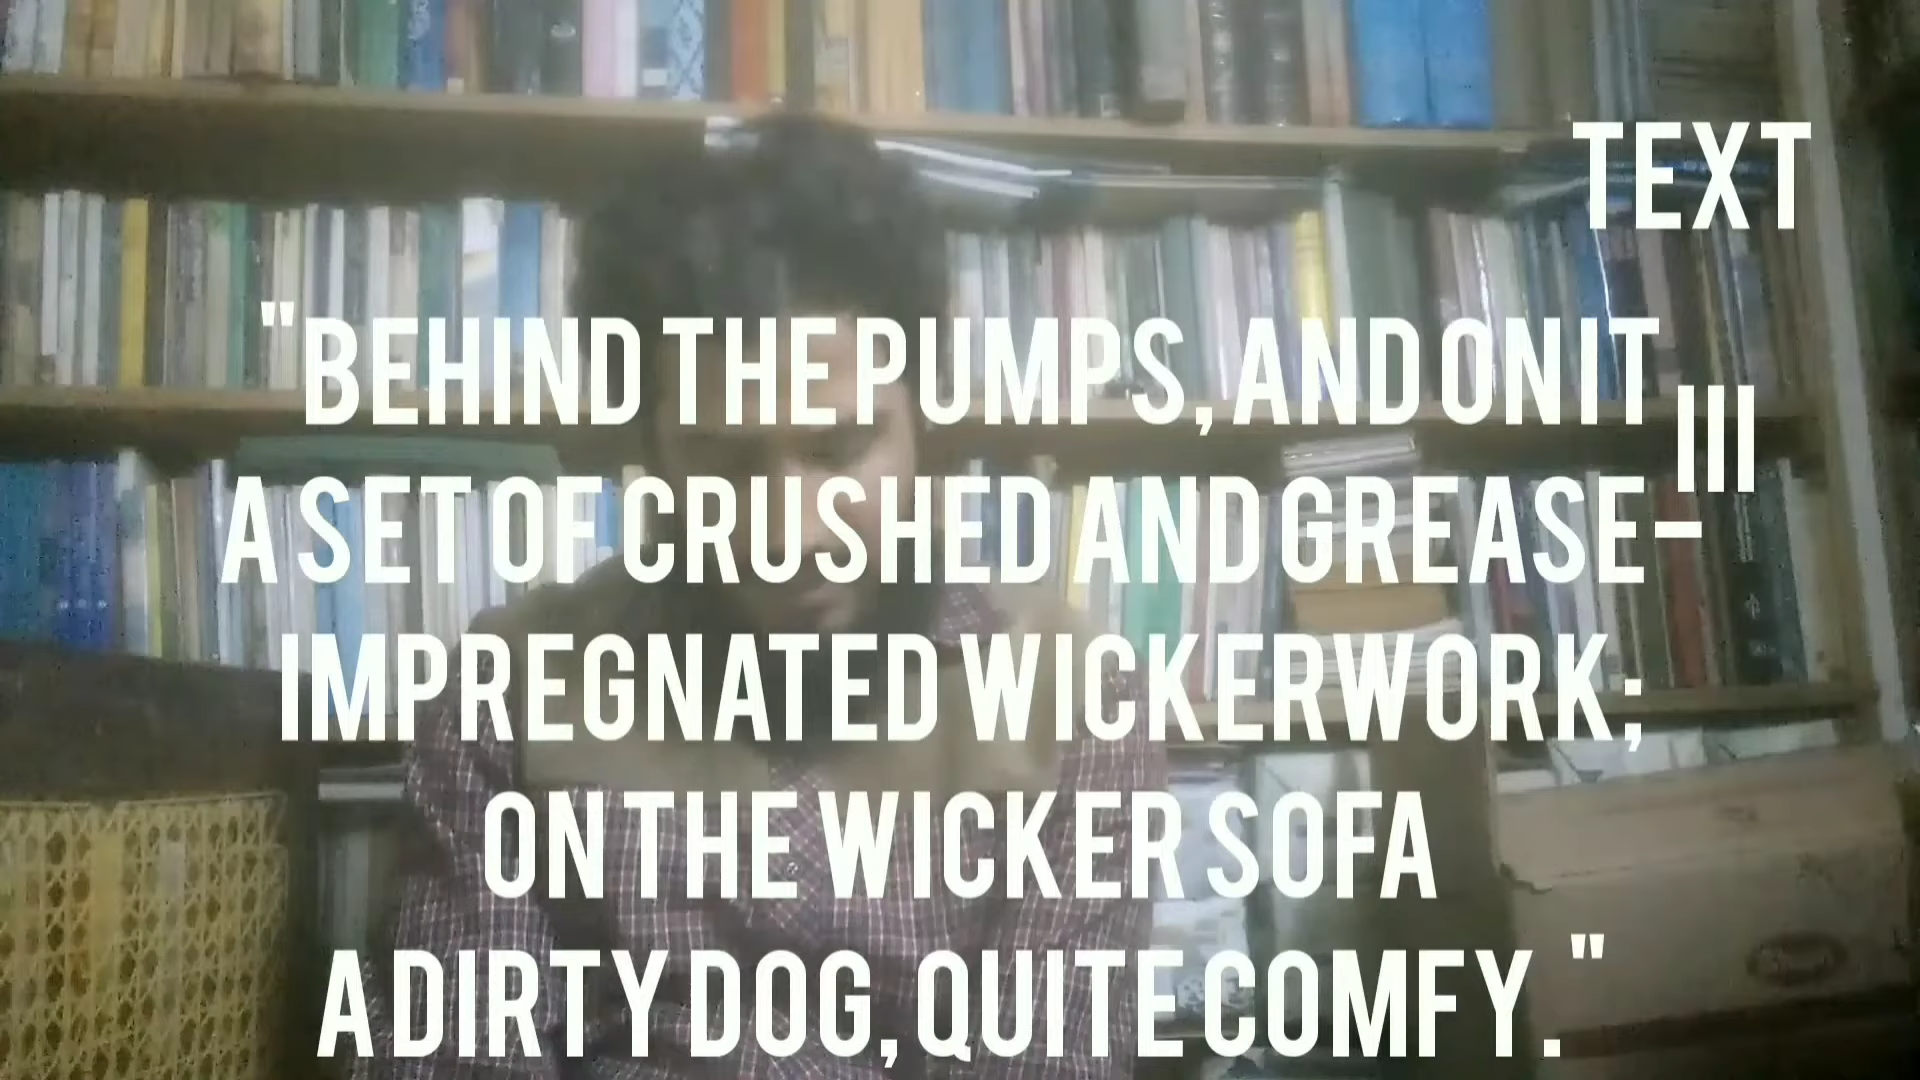 TEXT
"BEHIND THE PUMPS, AND ON IT
III
A SET OF CRUSHED AND GREASE-
IMPREGNATED WICKERWORK;
ON THE WICKER SOFA
A DIRTY DOG, QUITE COMFY."